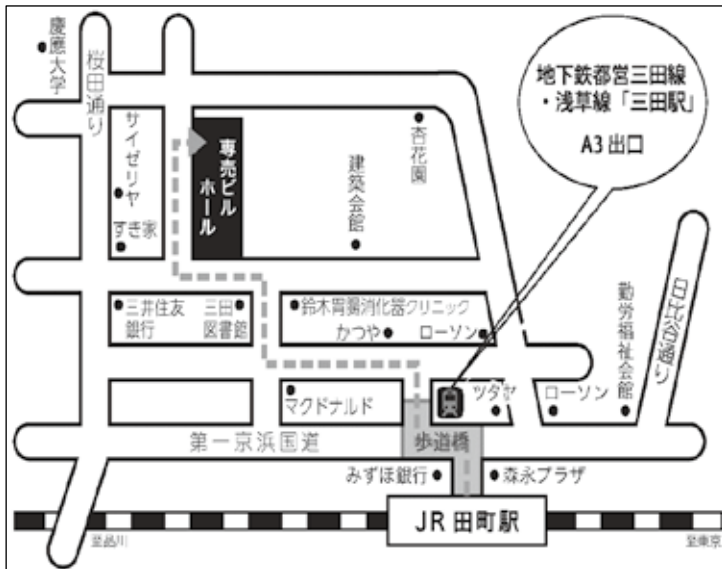 慶應大学
桜田通り
サイゼリヤ
すき家
専売ビル
ホール
建築会館
杏花園
地下鉄都営三田線
・浅草線「三田駅」
A3出口
三井住友
銀行
三田
図書館
鈴木胃腸消化器クリニック
かつや
ローソン
勤労福祉会館
日比谷通り
マクドナルド
ツタヤ
ローソン
第一京浜国道
歩道橋
みずほ銀行
森永プラザ
JR 田町駅
至品川
至東京